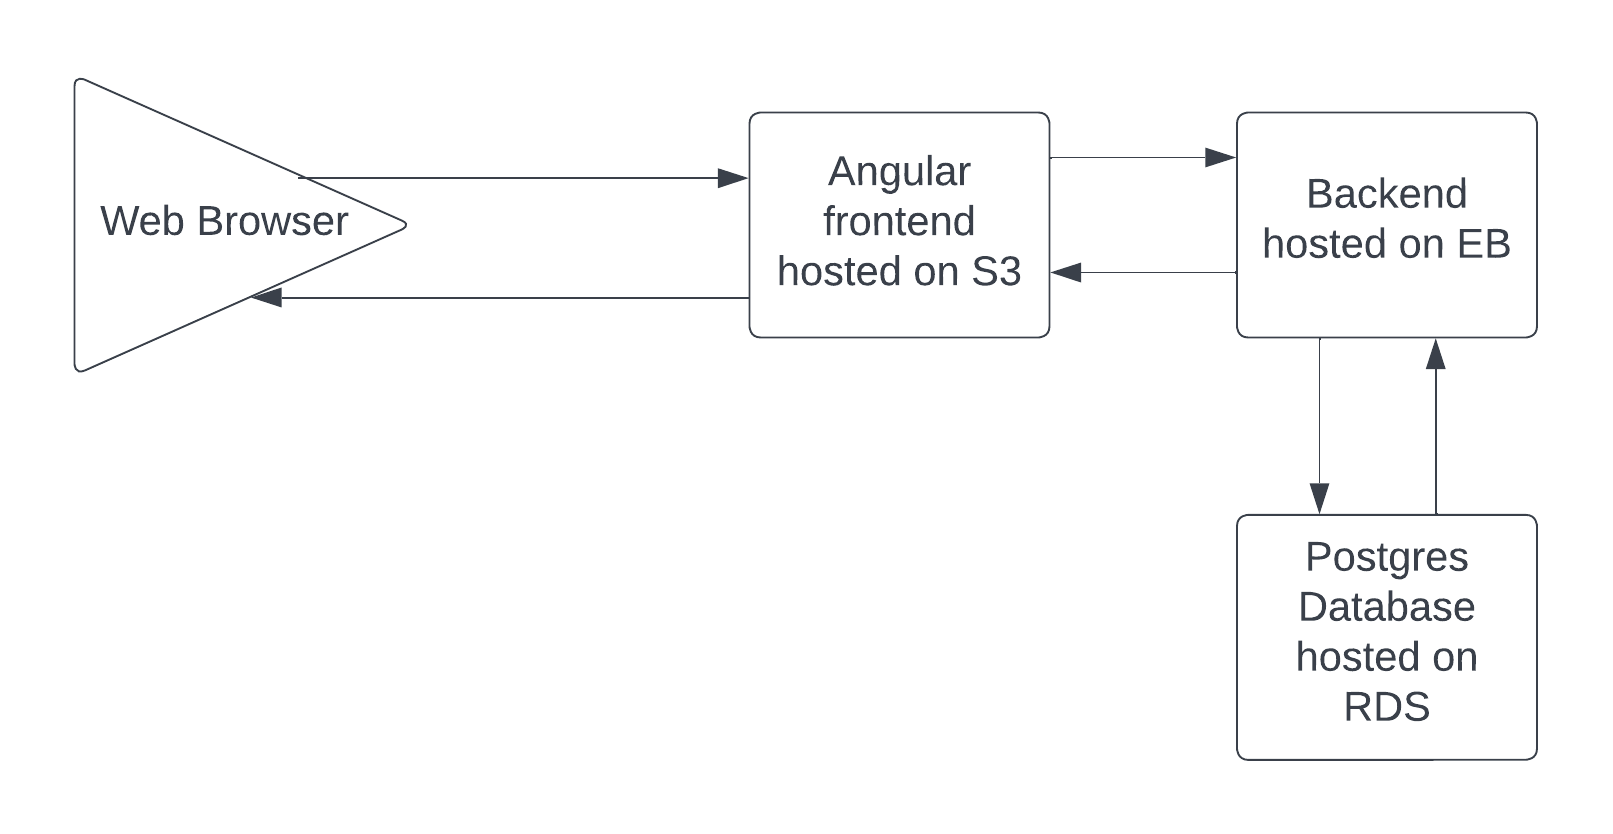 Web Browser
Angular
frontend
hosted on S3
Backend
hosted on EB
Postgres
Database
hosted on
RDS